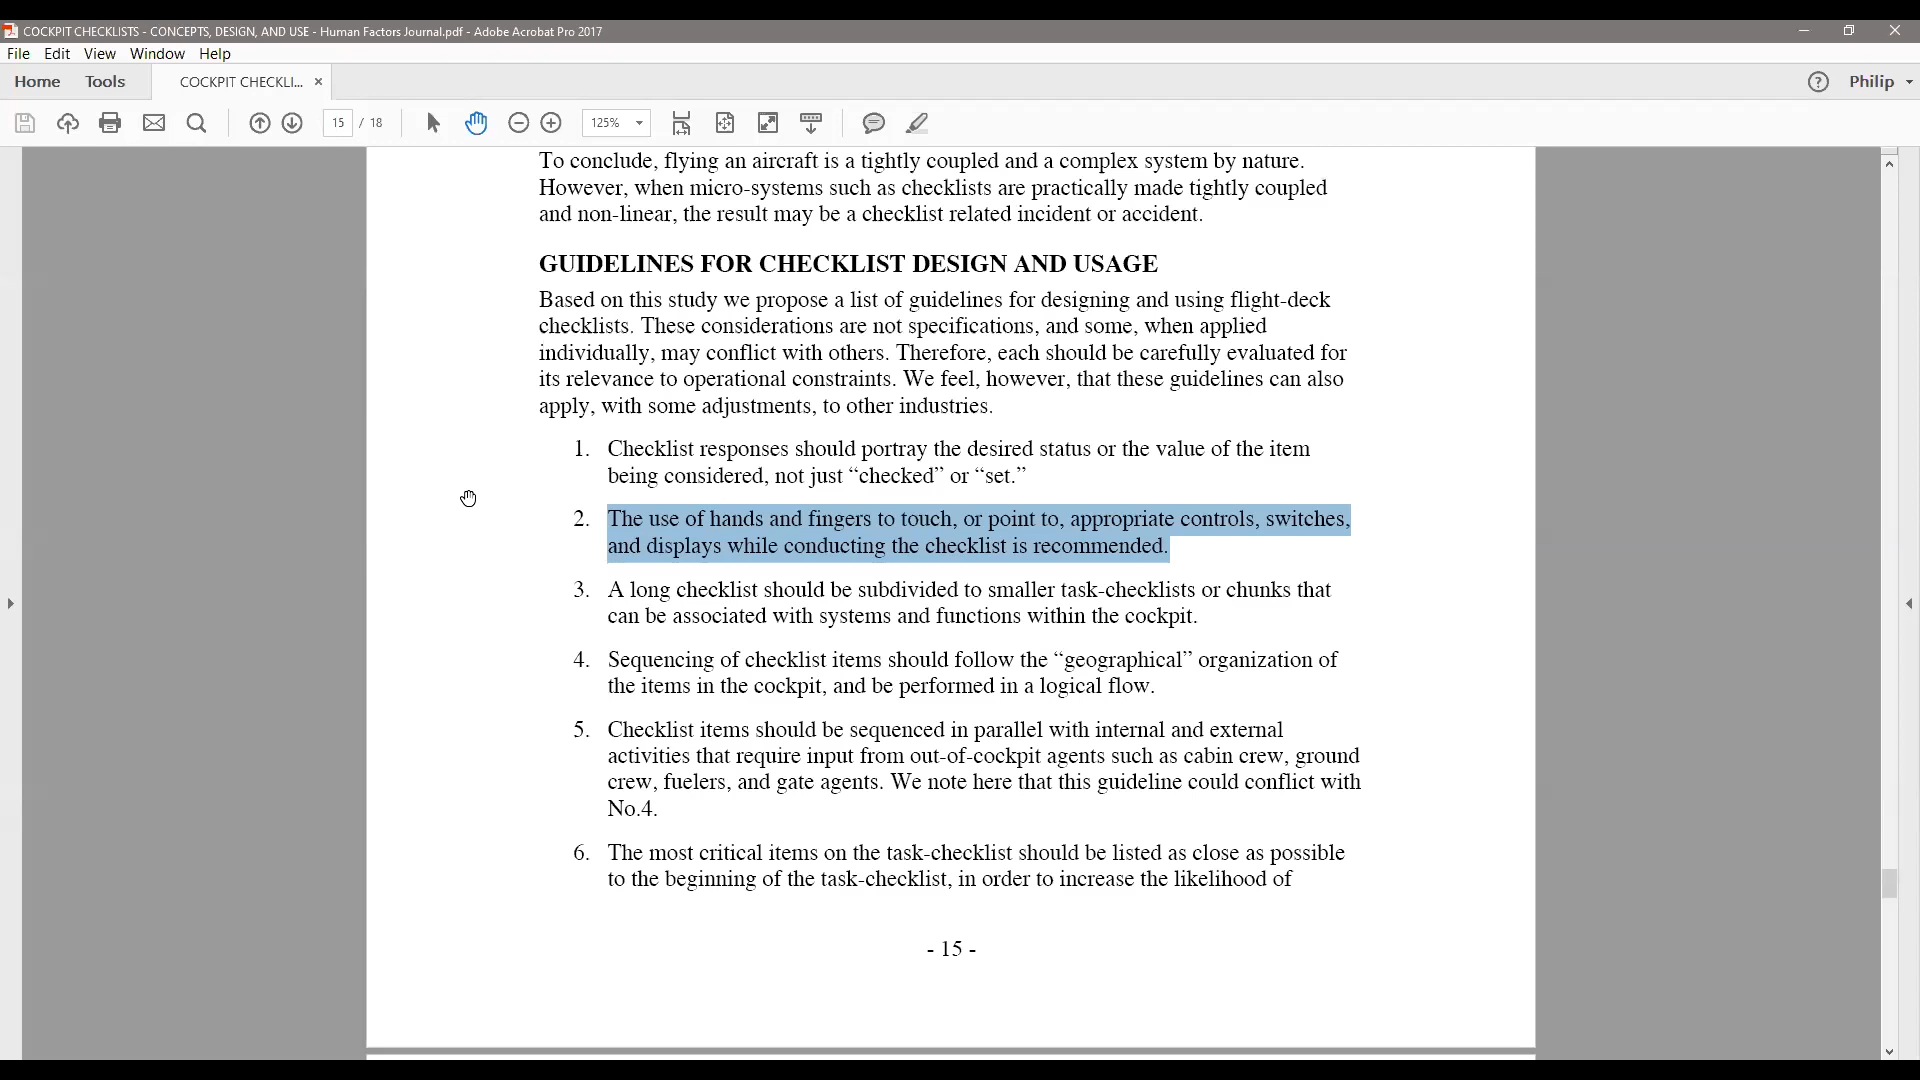 COCKPIT CHECKLISTS - CONCEPTS, DESIGN, AND USE - Human Factors Journal.pdf - Adobe Acrobat Pro 2017
File Edit View Window Help
Home Tools COCKPIT CHECKLI... × Philip
15 / 18 125%
To conclude, flying an aircraft is a tightly coupled and a complex system by nature.
However, when micro-systems such as checklists are practically made tightly coupled
and non-linear, the result may be a checklist related incident or accident.
GUIDELINES FOR CHECKLIST DESIGN AND USAGE
Based on this study we propose a list of guidelines for designing and using flight-deck
checklists. These considerations are not specifications, and some, when applied
individually, may conflict with others. Therefore, each should be carefully evaluated for
its relevance to operational constraints. We feel, however, that these guidelines can also
apply, with some adjustments, to other industries.
1. Checklist responses should portray the desired status or the value of the item
being considered, not just “checked” or “set.”
2. The use of hands and fingers to touch, or point to, appropriate controls, switches,
and displays while conducting the checklist is recommended.
3. A long checklist should be subdivided to smaller task-checklists or chunks that
can be associated with systems and functions within the cockpit.
4. Sequencing of checklist items should follow the “geographical” organization of
the items in the cockpit, and be performed in a logical flow.
5. Checklist items should be sequenced in parallel with internal and external
activities that require input from out-of-cockpit agents such as cabin crew, ground
crew, fuelers, and gate agents. We note here that this guideline could conflict with
No.4.
6. The most critical items on the task-checklist should be listed as close as possible
to the beginning of the task-checklist, in order to increase the likelihood of
- 15 -